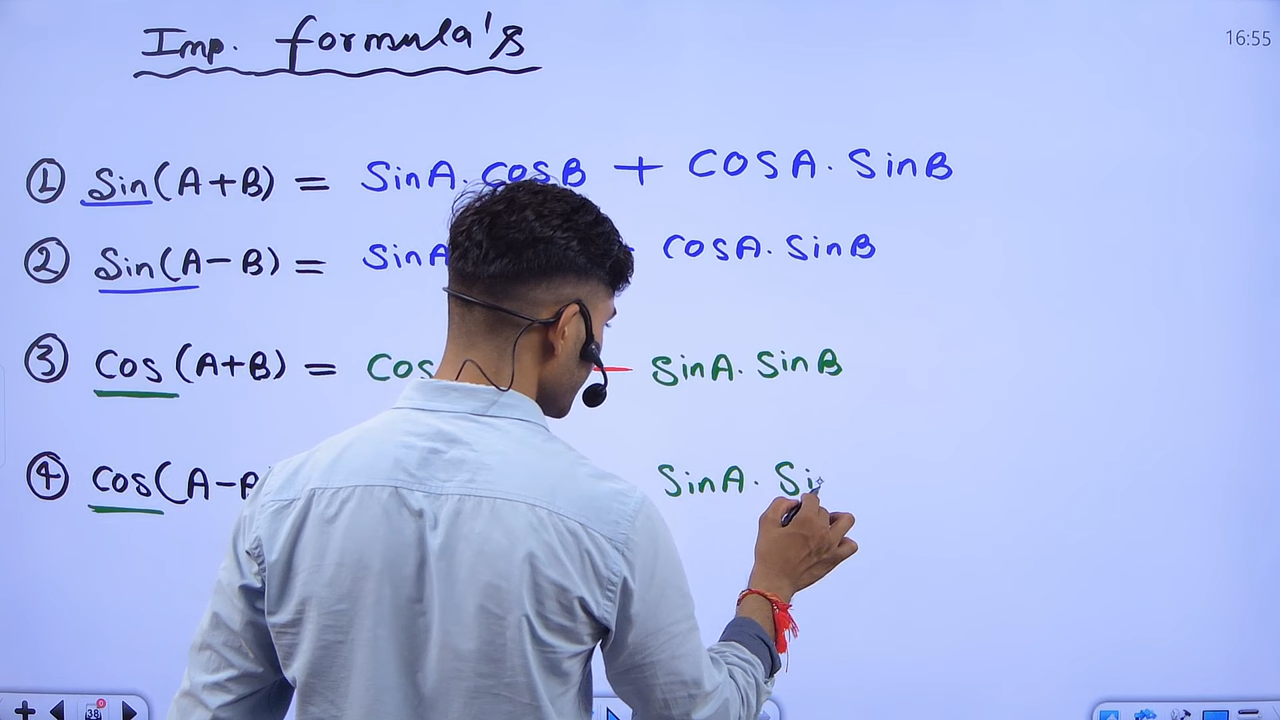 Imp. formula's
16:55
① Sin(A+B) = SinA. cosB + COSA. SinB
② Sin(A-B) = SinA - cosA. SinB
③ Cos (A+B) = Cos - SinA. SinB
④ Cos(A- SinA. Si
38